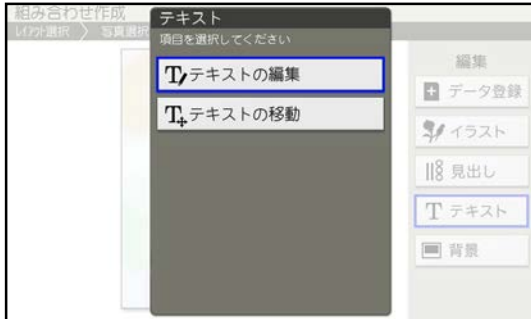 組み合わせ作成
レイアウト選択 〉 写真選択
テキスト
項目を選択してください
テキストの編集
テキストの移動
編集
データ登録
イラスト
見出し
テキスト
背景